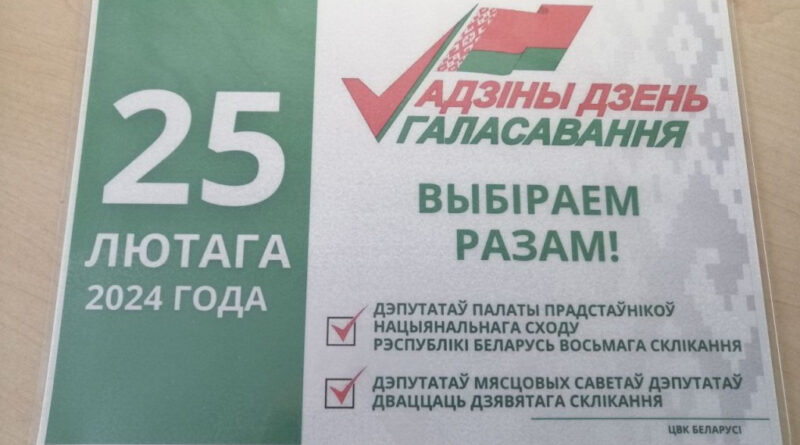 25
ЛЮТАГА
2024 ГОДА
АДЗІНЫ ДЗЕНЬ
ГАЛАСАВАННЯ
ВЫБІРАЕМ
РАЗАМ!
ДЭПУТАТАЎ ПАЛАТЫ ПРАДСТАЎНІКОЎ
НАЦЫЯНАЛЬНАГА СХОДУ
РЭСПУБЛІКІ БЕЛАРУСЬ ВОСЬМАГА СКЛІКАННЯ
ДЭПУТАТАЎ МЯСЦОВЫХ САВЕТАЎ ДЭПУТАТАЎ
ДВАЦЦАЦЬ ДЗЯВЯТАГА СКЛІКАННЯ
ЦВК БЕЛАРУСІ